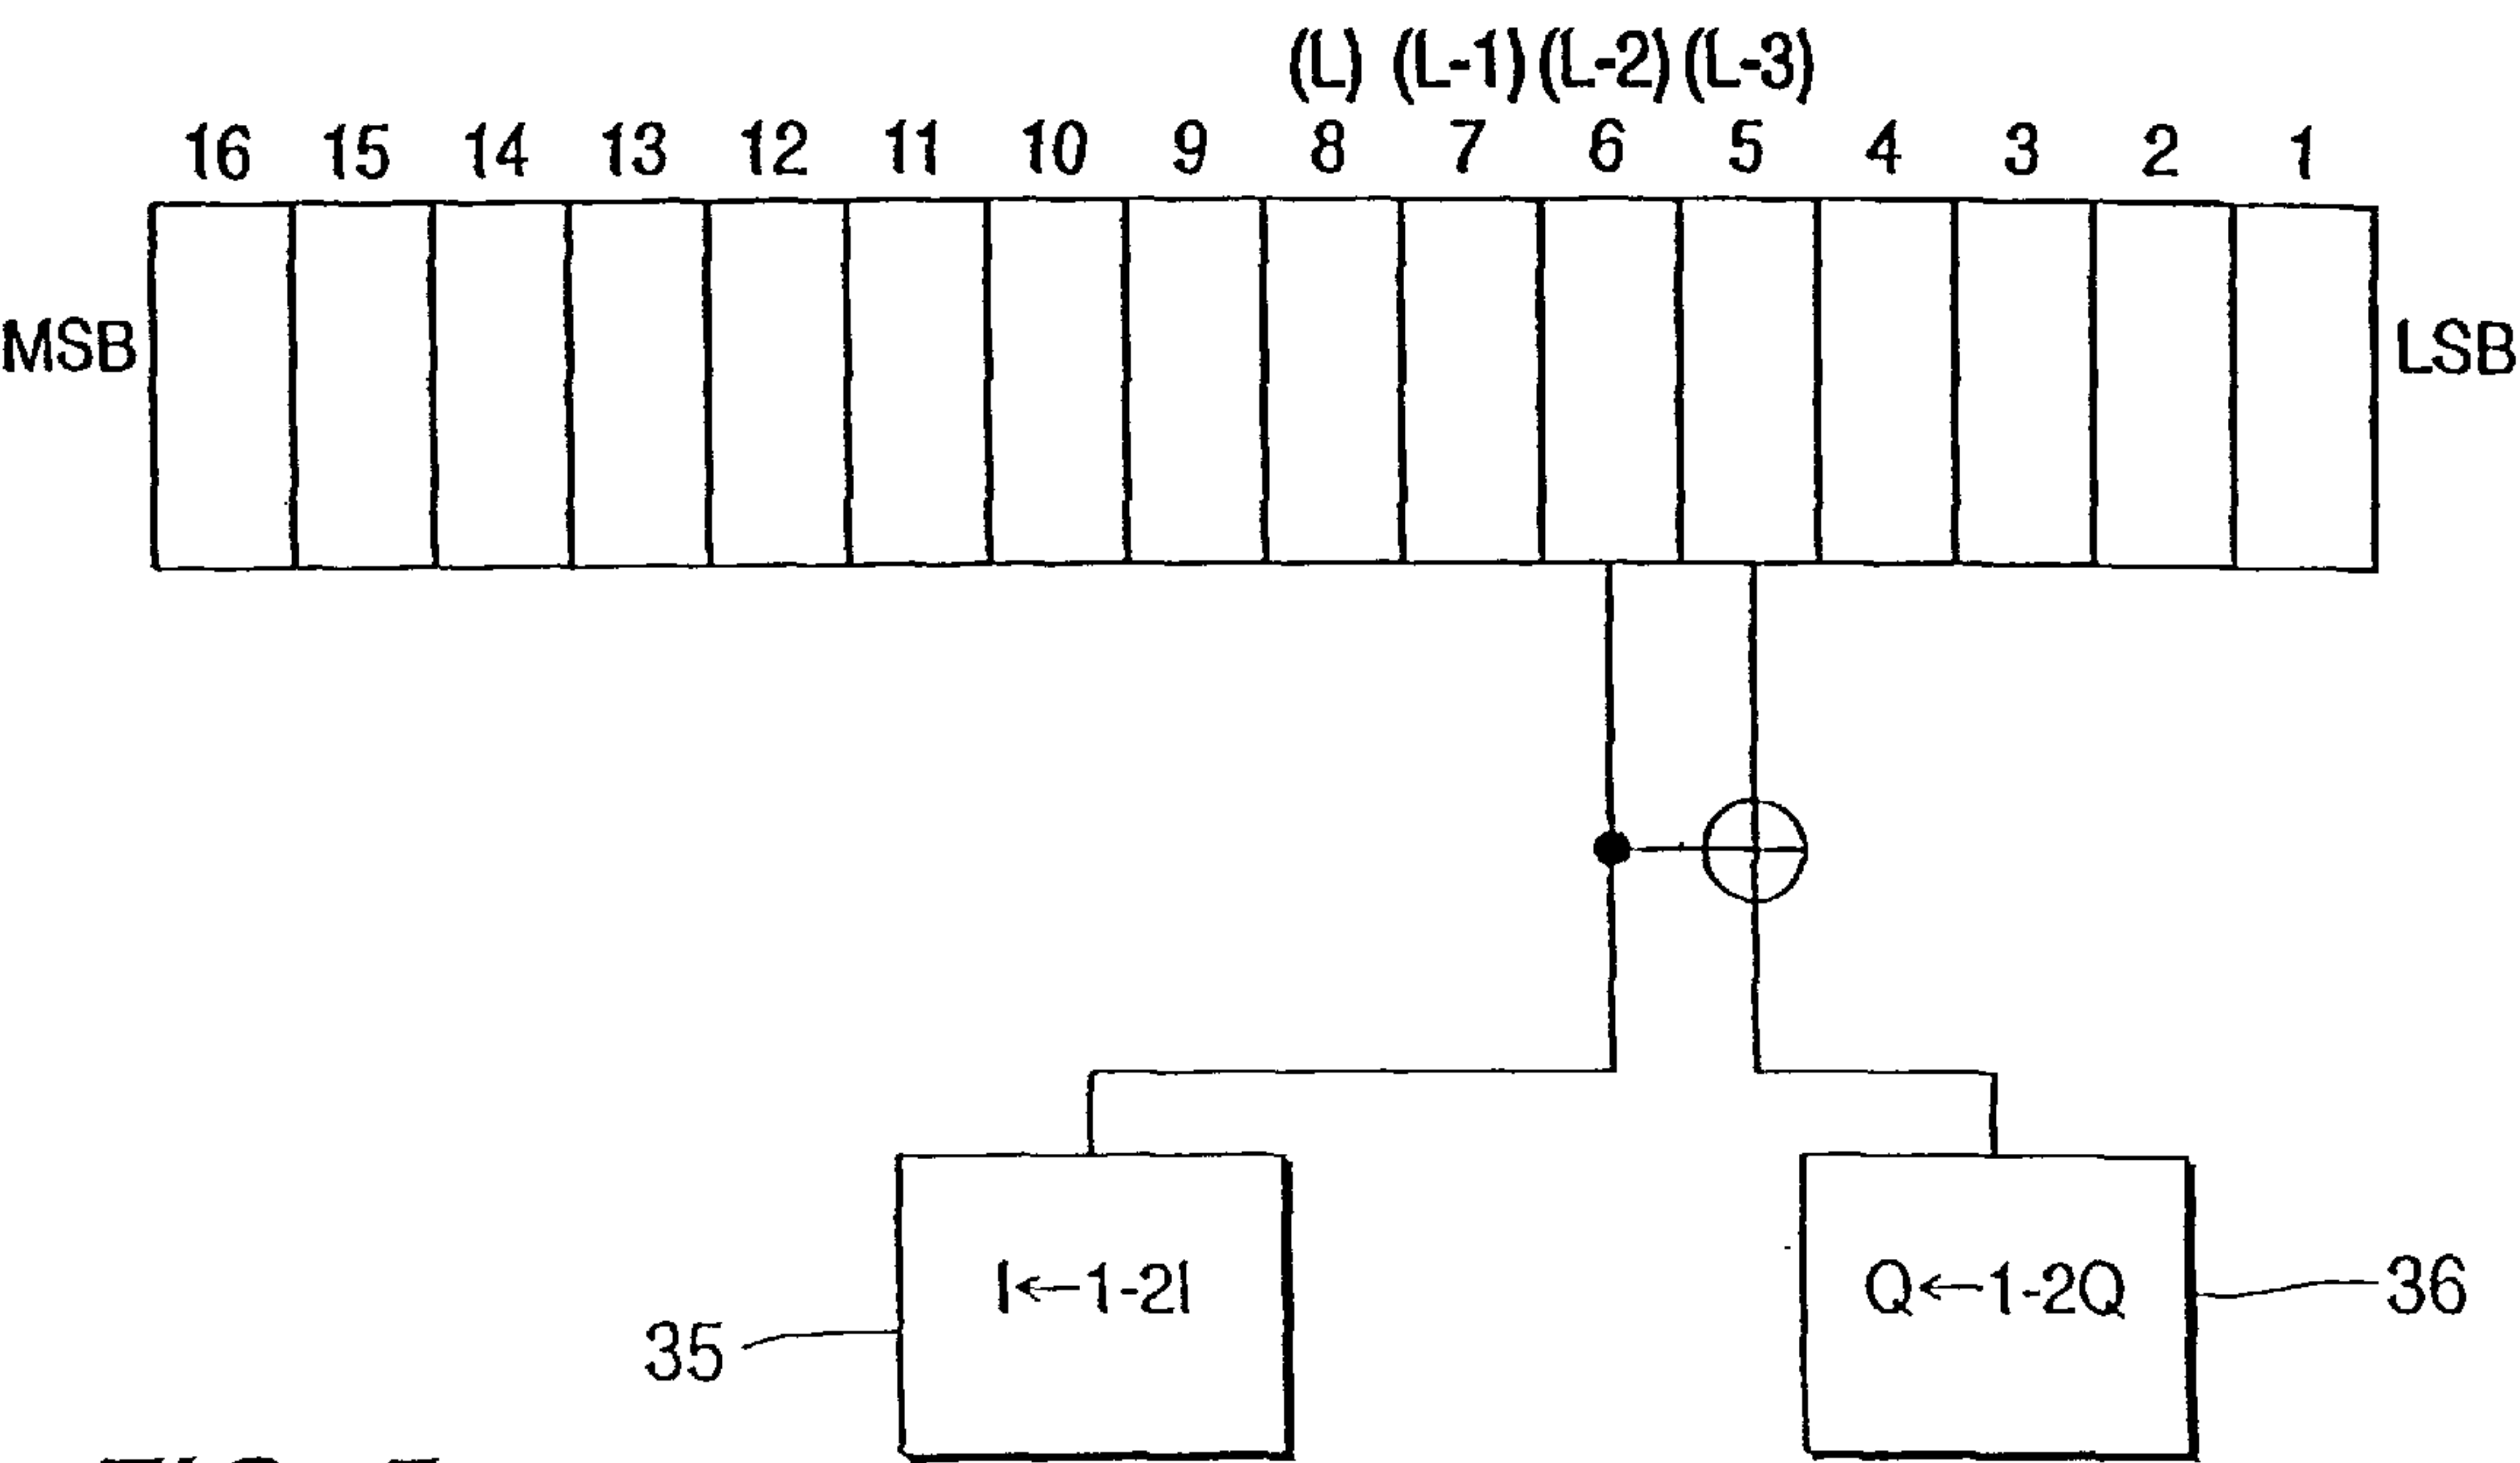 (L) (L-1) (L-2) (L-3)
16 15 14 13 12 11 10 9 8 7 6 5 4 3 2 1
MSB LSB
I←1-2I
Q←1-2Q
36
35